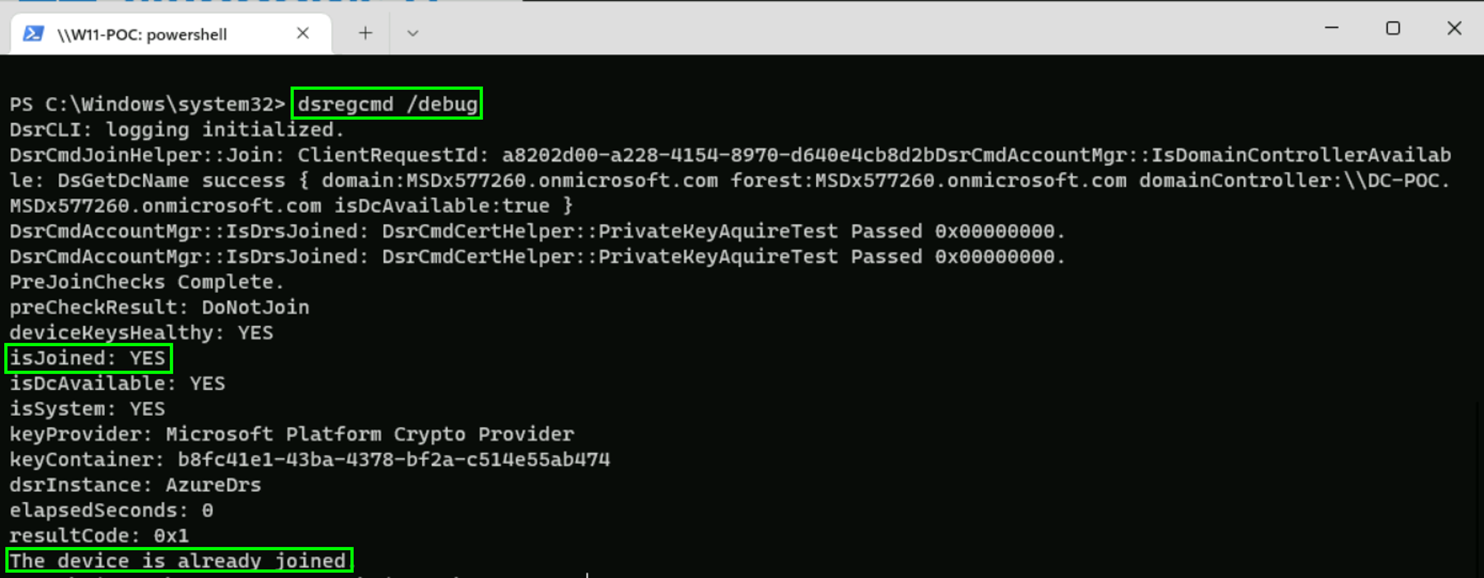 \\W11-POC: powershell
PS C:\Windows\system32> dsregcmd /debug
DsrCLI: logging initialized.
DsrCmdJoinHelper::Join: ClientRequestId: a8202d00-a228-4154-8970-d640e4cb8d2bDsrCmdAccountMgr::IsDomainControllerAvailab
le: DsGetDcName success { domain:MSDx577260.onmicrosoft.com forest:MSDx577260.onmicrosoft.com domainController:\\DC-POC.
MSDx577260.onmicrosoft.com isDcAvailable:true }
DsrCmdAccountMgr::IsDrsJoined: DsrCmdCertHelper::PrivateKeyAquireTest Passed 0x00000000.
DsrCmdAccountMgr::IsDrsJoined: DsrCmdCertHelper::PrivateKeyAquireTest Passed 0x00000000.
PreJoinChecks Complete.
preCheckResult: DoNotJoin
deviceKeysHealthy: YES
isJoined: YES
isDcAvailable: YES
isSystem: YES
keyProvider: Microsoft Platform Crypto Provider
keyContainer: b8fc41e1-43ba-4378-bf2a-c514e55ab474
dsrInstance: AzureDrs
elapsedSeconds: 0
resultCode: 0x1
The device is already joined